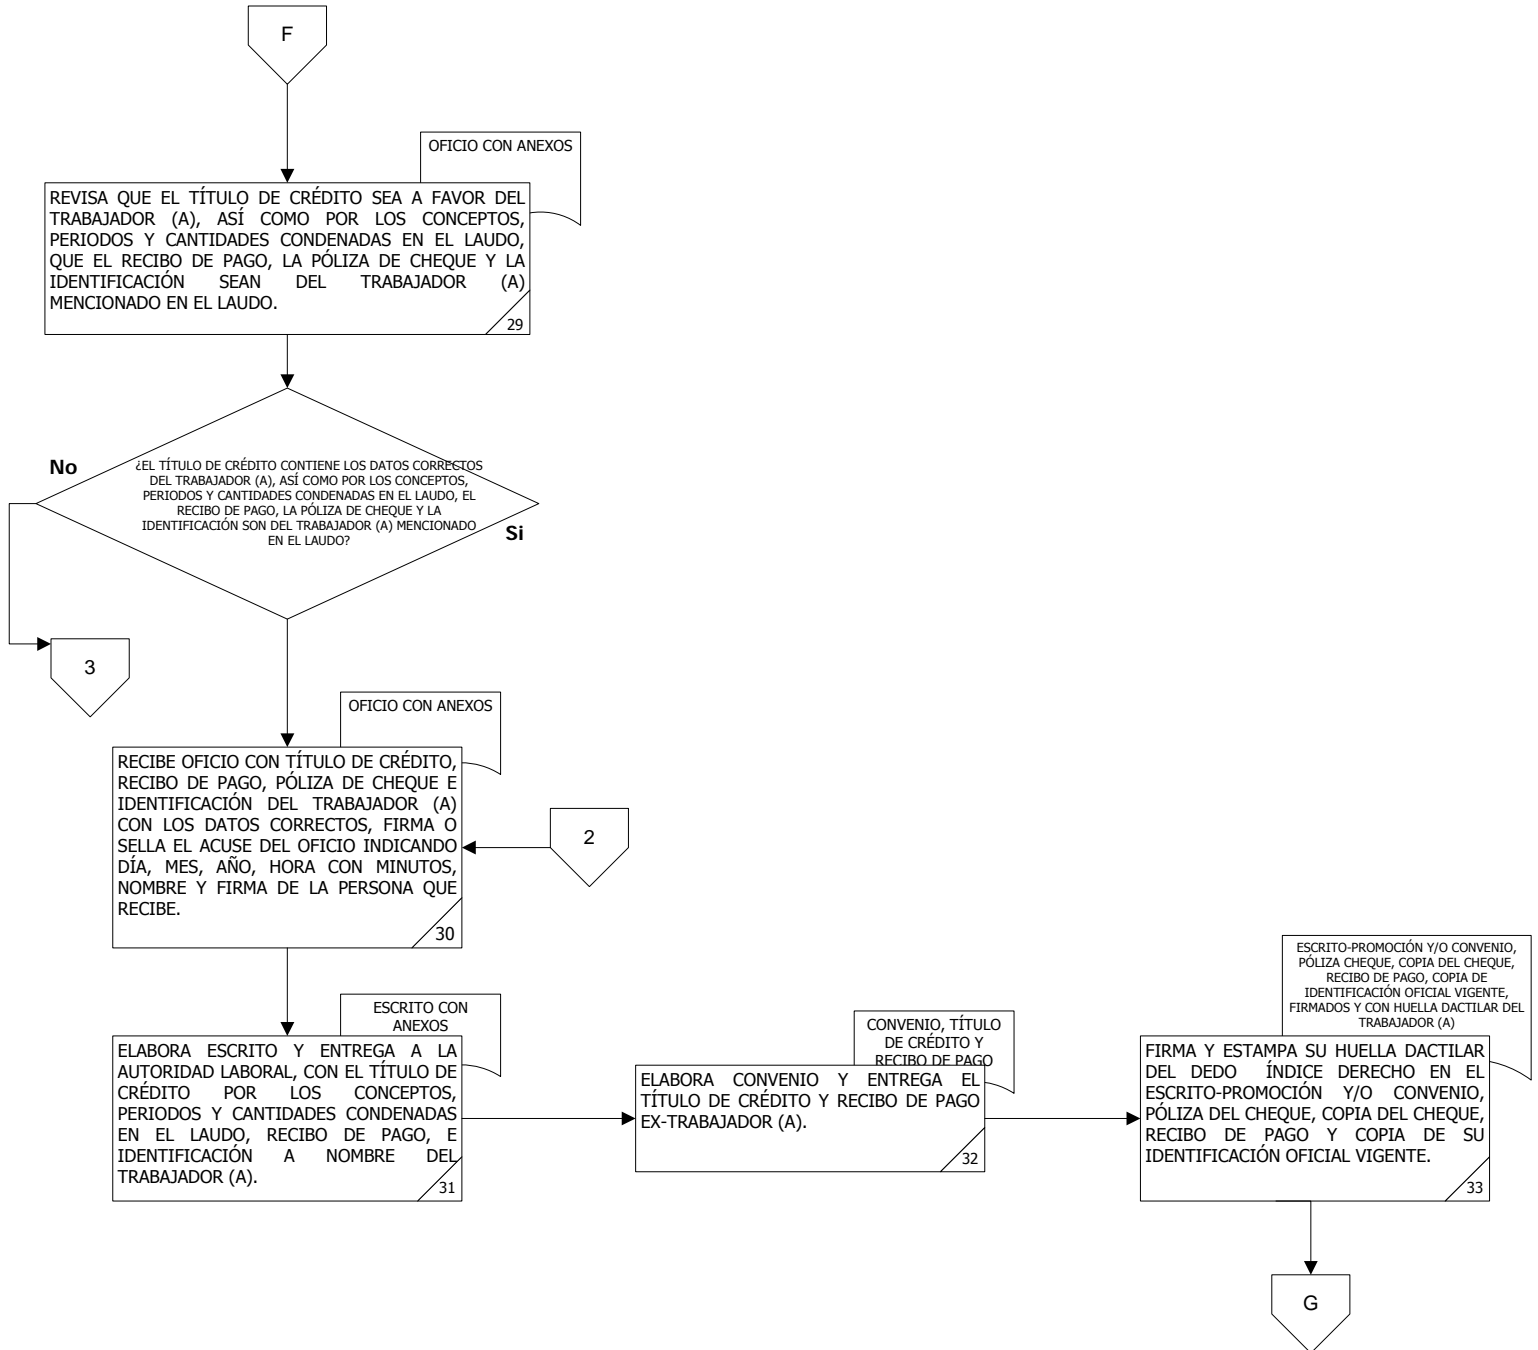 F
OFICIO CON ANEXOS
REVISA QUE EL TÍTULO DE CRÉDITO SEA A FAVOR DEL
TRABAJADOR (A), ASÍ COMO POR LOS CONCEPTOS,
PERIODOS Y CANTIDADES CONDENADAS EN EL LAUDO,
QUE EL RECIBO DE PAGO, LA PÓLIZA DE CHEQUE Y LA
IDENTIFICACIÓN SEAN DEL TRABAJADOR (A)
MENCIONADO EN EL LAUDO.
29
No
¿EL TÍTULO DE CRÉDITO CONTIENE LOS DATOS CORRECTOS
DEL TRABAJADOR (A), ASÍ COMO POR LOS CONCEPTOS,
PERIODOS Y CANTIDADES CONDENADAS EN EL LAUDO, EL
RECIBO DE PAGO, LA PÓLIZA DE CHEQUE Y LA
IDENTIFICACIÓN SON DEL TRABAJADOR (A) MENCIONADO
EN EL LAUDO?
Si
3
OFICIO CON ANEXOS
RECIBE OFICIO CON TÍTULO DE CRÉDITO,
RECIBO DE PAGO, PÓLIZA DE CHEQUE E
IDENTIFICACIÓN DEL TRABAJADOR (A)
CON LOS DATOS CORRECTOS, FIRMA O
SELLA EL ACUSE DEL OFICIO INDICANDO
DÍA, MES, AÑO, HORA CON MINUTOS,
NOMBRE Y FIRMA DE LA PERSONA QUE
RECIBE.
30
2
ESCRITO CON
ANEXOS
ELABORA ESCRITO Y ENTREGA A LA
AUTORIDAD LABORAL, CON EL TÍTULO DE
CRÉDITO POR LOS CONCEPTOS,
PERIODOS Y CANTIDADES CONDENADAS
EN EL LAUDO, RECIBO DE PAGO, E
IDENTIFICACIÓN A NOMBRE DEL
TRABAJADOR (A).
31
CONVENIO, TÍTULO
DE CRÉDITO Y
RECIBO DE PAGO
ELABORA CONVENIO Y ENTREGA EL
TÍTULO DE CRÉDITO Y RECIBO DE PAGO
EX-TRABAJADOR (A).
32
ESCRITO-PROMOCIÓN Y/O CONVENIO,
PÓLIZA CHEQUE, COPIA DEL CHEQUE,
RECIBO DE PAGO, COPIA DE
IDENTIFICACIÓN OFICIAL VIGENTE,
FIRMADOS Y CON HUELLA DACTILAR DEL
TRABAJADOR (A)
FIRMA Y ESTAMPA SU HUELLA DACTILAR
DEL DEDO ÍNDICE DERECHO EN EL
ESCRITO-PROMOCIÓN Y/O CONVENIO,
PÓLIZA DEL CHEQUE, COPIA DEL CHEQUE,
RECIBO DE PAGO Y COPIA DE SU
IDENTIFICACIÓN OFICIAL VIGENTE.
33
G